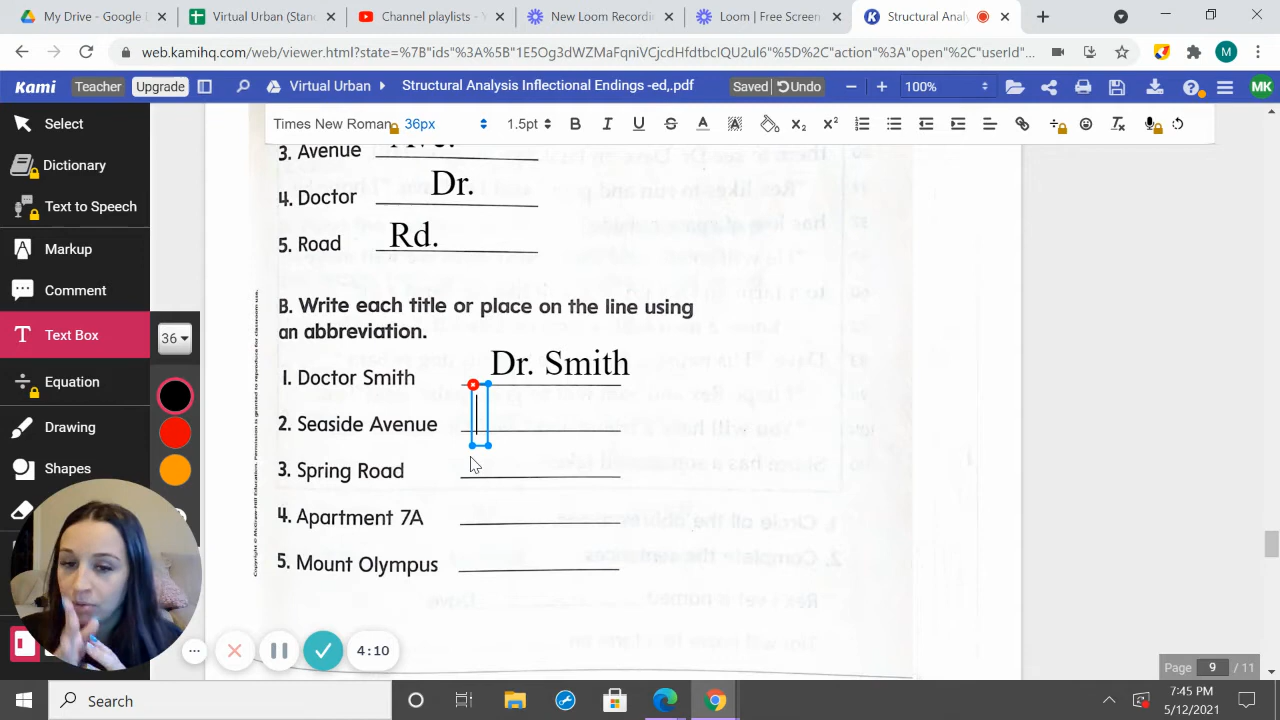 My Drive - Google D
Virtual Urban (Stan
Channel playlists - Y
New Loom Recordin
Loom | Free Screen
Structural Analy
web.kamihq.com/web/viewer.html?state=%7B"ids"%3A%5B"1E5Og3dWZMaFqniVCjcdHfdtbcIQU2ul6"%5D%2C"action"%3A"open"%2C"userId"...
M
Kami
Teacher
Upgrade
Virtual Urban
Structural Analysis Inflectional Endings -ed,.pdf
Saved
Undo
100%
MK
Select
Times New Roman
36px
1.5pt
Dictionary
Text to Speech
Markup
Comment
Text Box
36
Equation
Drawing
Shapes
3. Avenue Ave.
4. Doctor Dr.
5. Road Rd.
B. Write each title or place on the line using
an abbreviation.
1. Doctor Smith Dr. Smith
2. Seaside Avenue
3. Spring Road
4. Apartment 7A
5. Mount Olympus
4:10
Page 9 / 11
Search
7:45 PM
5/12/2021